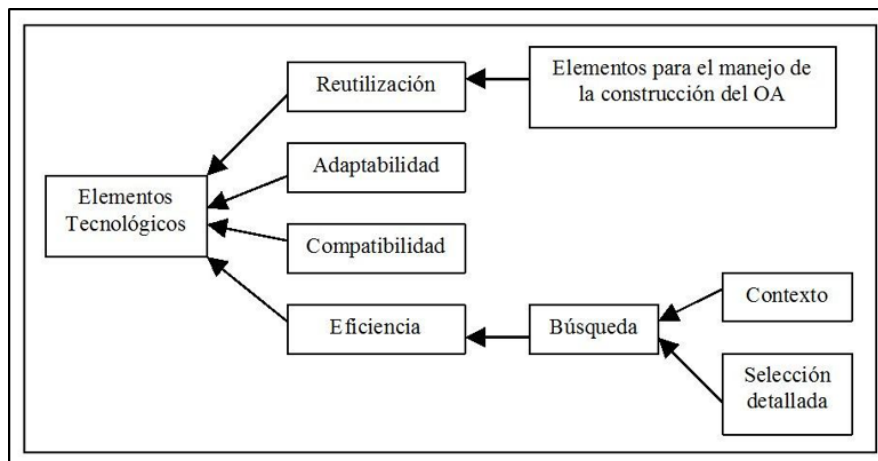 Reutilización
Elementos para el manejo de
la construcción del OA
Adaptabilidad
Elementos
Tecnológicos
Compatibilidad
Contexto
Eficiencia
Búsqueda
Selección
detallada